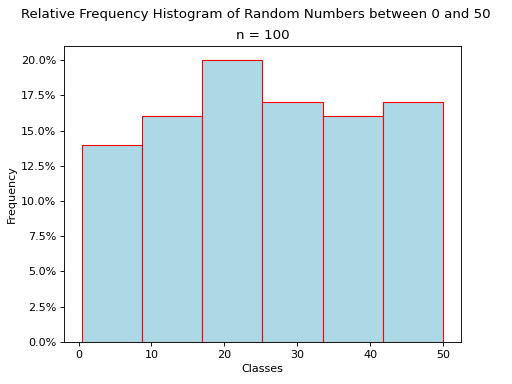 Relative Frequency Histogram of Random Numbers between 0 and 50
n = 100
20.0%
17.5%
15.0%
12.5%
10.0%
7.5%
5.0%
2.5%
0.0%
Frequency
0 10 20 30 40 50
Classes